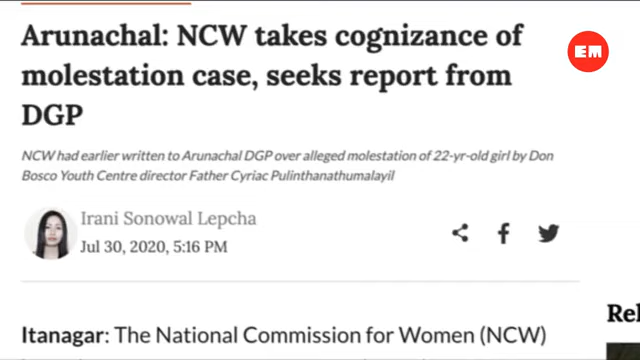 EM
Arunachal: NCW takes cognizance of
molestation case, seeks report from
DGP
NCW had earlier written to Arunachal DGP over alleged molestation of 22-yr-old girl by Don
Bosco Youth Centre director Father Cyriac Pulinthanathumalayil
Irani Sonowal Lepcha
Jul 30, 2020, 5:16 PM
Rel
Itanagar: The National Commission for Women (NCW)